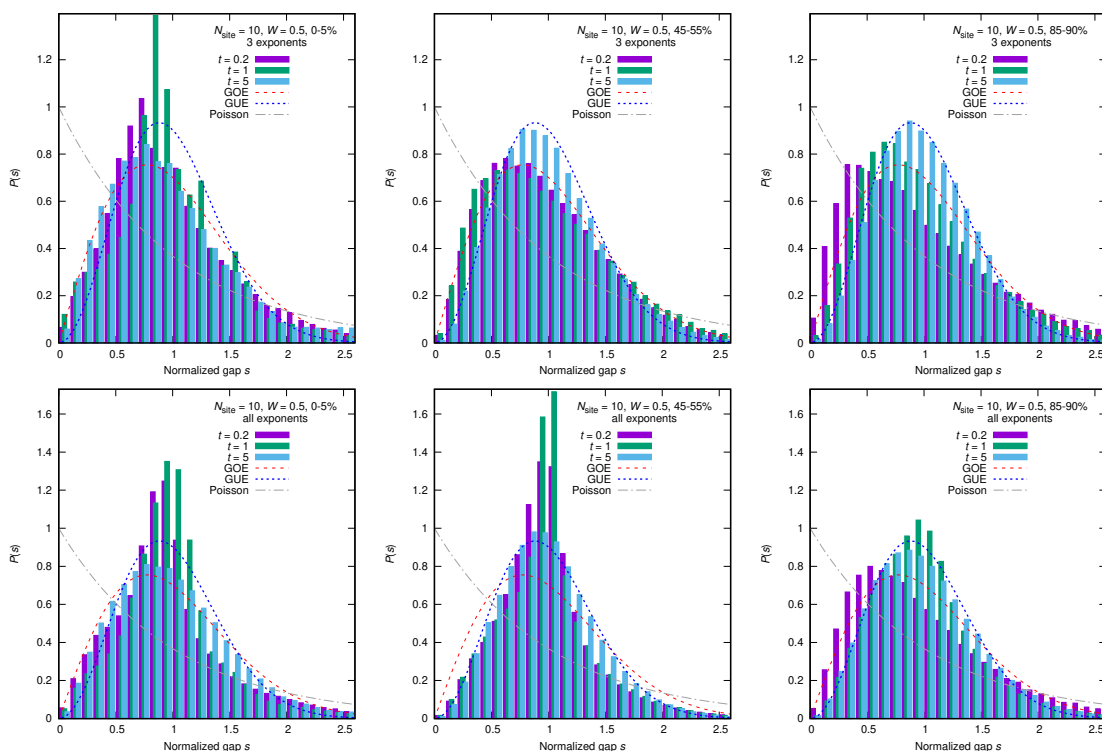 N_site = 10, W = 0.5, 0-5%
3 exponents
t = 0.2
t = 1
t = 5
GOE
GUE
Poisson
P(s)
0
0.2
0.4
0.6
0.8
1
1.2
0 0.5 1 1.5 2 2.5
Normalized gap s
N_site = 10, W = 0.5, 45-55%
3 exponents
t = 0.2
t = 1
t = 5
GOE
GUE
Poisson
P(s)
0
0.2
0.4
0.6
0.8
1
1.2
0 0.5 1 1.5 2 2.5
Normalized gap s
N_site = 10, W = 0.5, 85-90%
3 exponents
t = 0.2
t = 1
t = 5
GOE
GUE
Poisson
P(s)
0
0.2
0.4
0.6
0.8
1
1.2
0 0.5 1 1.5 2 2.5
Normalized gap s
N_site = 10, W = 0.5, 0-5%
all exponents
t = 0.2
t = 1
t = 5
GOE
GUE
Poisson
P(s)
0
0.2
0.4
0.6
0.8
1
1.2
1.4
1.6
0 0.5 1 1.5 2 2.5
Normalized gap s
N_site = 10, W = 0.5, 45-55%
all exponents
t = 0.2
t = 1
t = 5
GOE
GUE
Poisson
P(s)
0
0.2
0.4
0.6
0.8
1
1.2
1.4
1.6
0 0.5 1 1.5 2 2.5
Normalized gap s
N_site = 10, W = 0.5, 85-90%
all exponents
t = 0.2
t = 1
t = 5
GOE
GUE
Poisson
P(s)
0
0.2
0.4
0.6
0.8
1
1.2
1.4
1.6
0 0.5 1 1.5 2 2.5
Normalized gap s